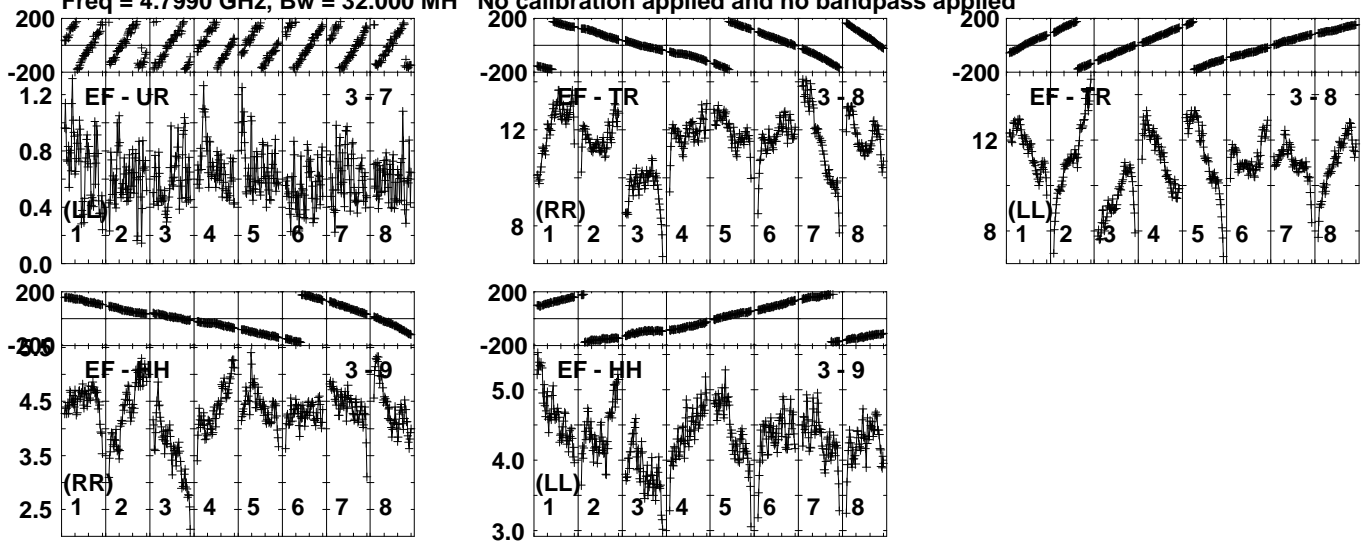 Freq = 4.7990 GHz, Bw = 32.000 MH No calibration applied and no bandpass applied
200
-200
EF - UR 3 - 7
1.2
0.8
0.4
0.0
(LL)
1 2 3 4 5 6 7 8
200
-200
EF - TR 3 - 8
12
8
(RR)
1 2 3 4 5 6 7 8
200
-200
EF - TR 3 - 8
12
8
(LL)
1 2 3 4 5 6 7 8
200
-200
5.5
EF - HH 3 - 9
4.5
3.5
2.5
(RR)
1 2 3 4 5 6 7 8
200
-200
EF - HH 3 - 9
5.0
4.0
3.0
(LL)
1 2 3 4 5 6 7 8